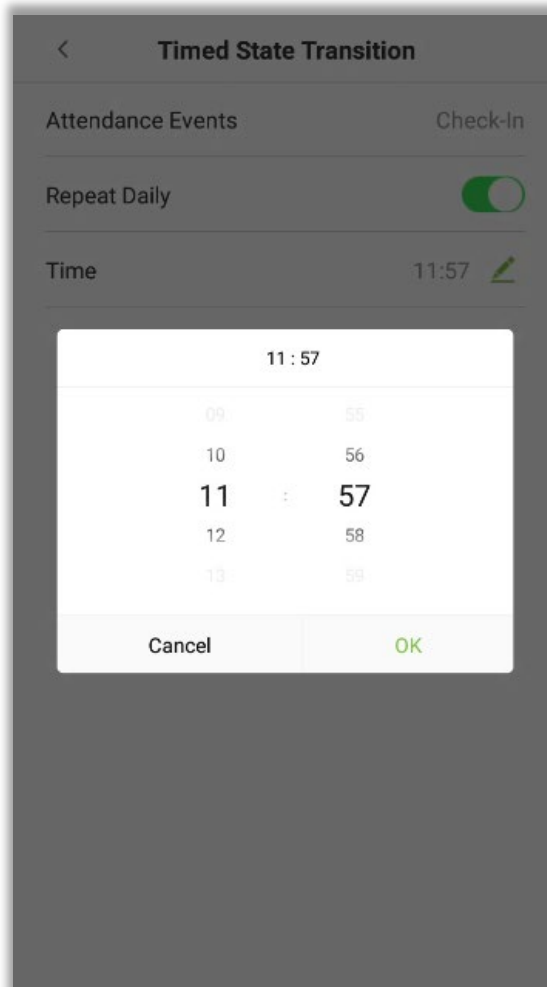 Timed State Transition
Attendance Events Check-In
Repeat Daily
Time 11:57
11 : 57
09 55
10 56
11 : 57
12 58
13 59
Cancel OK